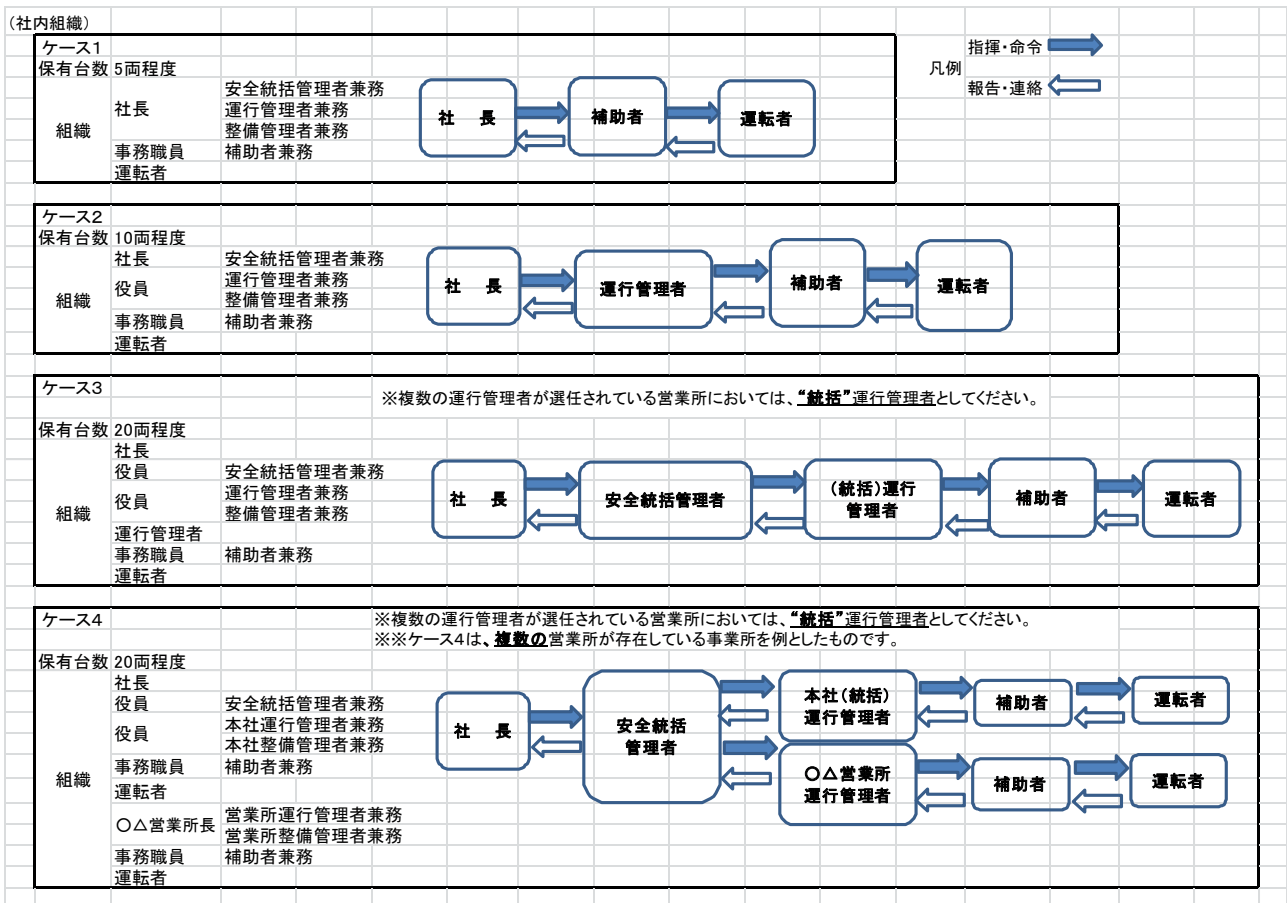 (社内組織)
ケース1
指揮・命令
凡例
報告・連絡
保有台数 5両程度
組織
社長
安全統括管理者兼務
運行管理者兼務
整備管理者兼務
事務職員 補助者兼務
運転者
社 長
補助者
運転者
ケース2
保有台数 10両程度
組織
社長 安全統括管理者兼務
役員
運行管理者兼務
整備管理者兼務
事務職員 補助者兼務
運転者
社 長
運行管理者
補助者
運転者
ケース3
※複数の運行管理者が選任されている営業所においては、“統括”運行管理者としてください。
保有台数 20両程度
組織
社長
役員 安全統括管理者兼務
役員
運行管理者兼務
整備管理者兼務
運行管理者
事務職員 補助者兼務
運転者
社 長
安全統括管理者
(統括)運行
管理者
補助者
運転者
ケース4
※複数の運行管理者が選任されている営業所においては、“統括”運行管理者としてください。
※※ケース4は、複数の営業所が存在している事業所を例としたものです。
保有台数 20両程度
組織
社長
役員 安全統括管理者兼務
役員
本社運行管理者兼務
本社整備管理者兼務
事務職員 補助者兼務
運転者
○△営業所長
営業所運行管理者兼務
営業所整備管理者兼務
事務職員 補助者兼務
運転者
社 長
安全統括
管理者
本社(統括)
運行管理者
補助者
運転者
○△営業所
運行管理者
補助者
運転者